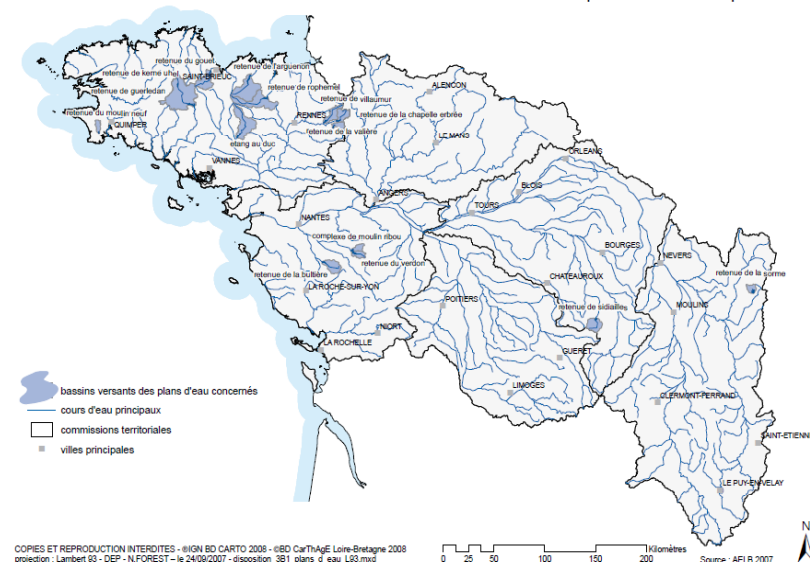 retenue du gouet
retenue de l'arguenon
retenue de kerne uhel
SAINT-BRIEUC
retenue de rophemel
retenue de guerledan
retenue de villaumur
ALENCON
retenue du moulin neuf
retenue de la chapelle erbrée
QUIMPER
RENNES
retenue de la valière
LE MANS
etang au duc
ORLEANS
VANNES
BLOIS
ANGERS
TOURS
NANTES
complexe de moulin ribou
BOURGES
NEVERS
retenue du verdon
retenue de la sorme
retenue de la bultière
CHATEAUROUX
LA ROCHE-SUR-YON
POITIERS
retenue de sidiailles
MOULINS
NIORT
LA ROCHELLE
GUERET
LIMOGES
CLERMONT-FERRAND
SAINT-ETIENN
LE PUY-EN-VELAY
bassins versants des plans d'eau concernés
cours d'eau principaux
commissions territoriales
villes principales
N
COPIES ET REPRODUCTION INTERDITES - ©IGN BD CARTO 2008 - ©BD CarThAgE Loire-Bretagne 2008
projection : Lambert 93 - DEP - N.FOREST – le 24/09/2007 - disposition_3B1_plans_d_eau_L93.mxd
Kilomètres
0 25 50 100 150 200
Source : AELB 2007